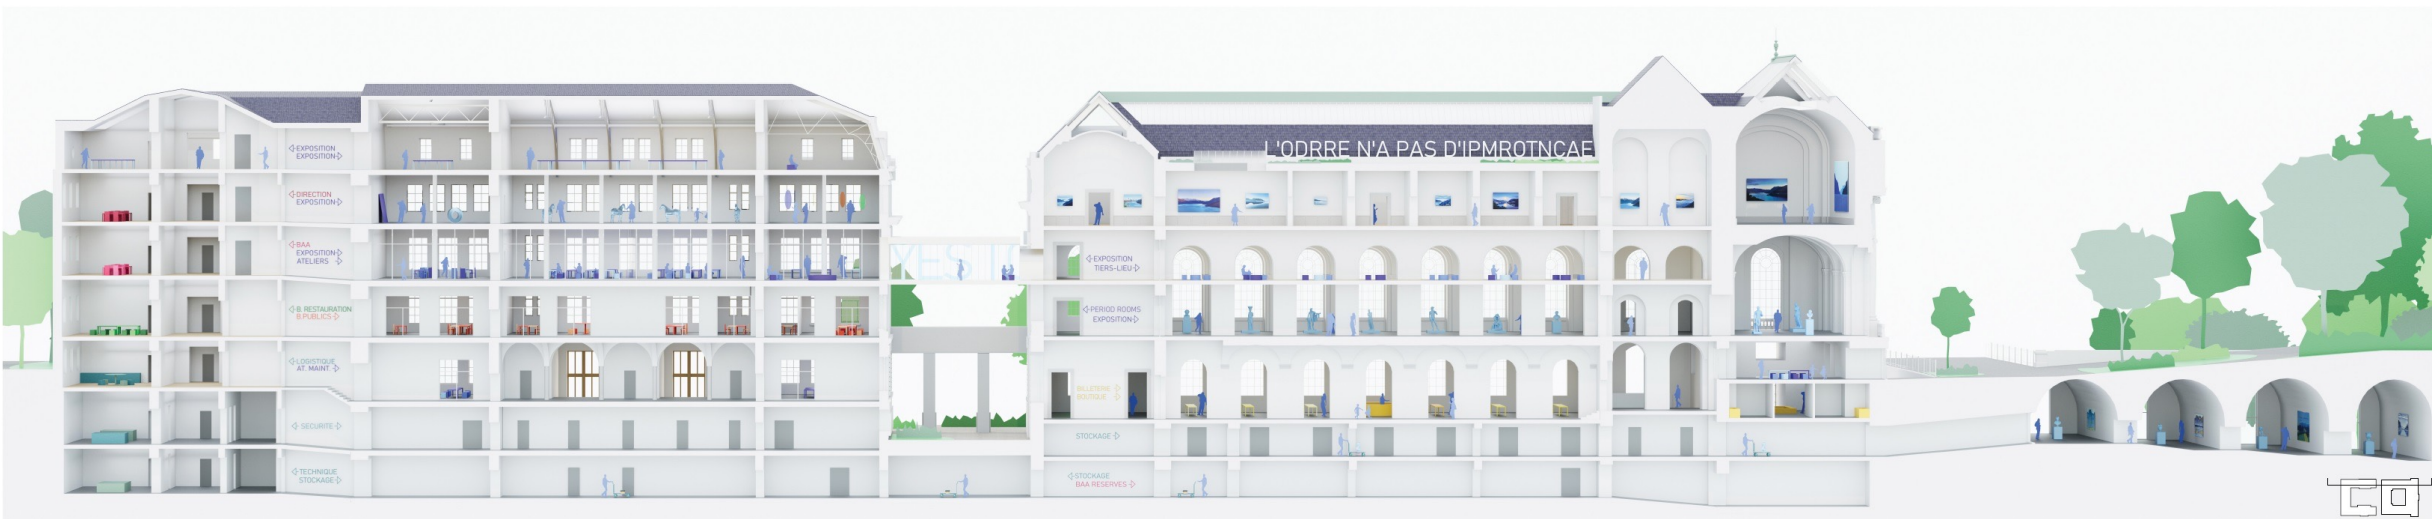 EXPOSITION
EXPOSITION
DIRECTION
EXPOSITION
BAA
EXPOSITION
ATELIERS
B. RESTAURATION
B.PUBLICS
LOGISTIQUE
AT. MAINT.
SECURITE
TECHNIQUE
STOCKAGE
YES
L'ODRRE N'A PAS D'IPMROTNCAE
EXPOSITION
TIERS-LIEU
PERIOD ROOMS
EXPOSITION
BILLETERIE
BOUTIQUE
STOCKAGE
STOCKAGE
BAA RESERVES